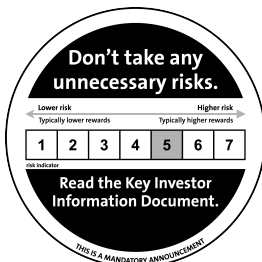 Don't take any
unnecessary risks.
Lower risk Higher risk
Typically lower rewards Typically higher rewards
1 2 3 4 5 6 7
risk indicator
Read the Key Investor
Information Document.
THIS IS A MANDATORY ANNOUNCEMENT